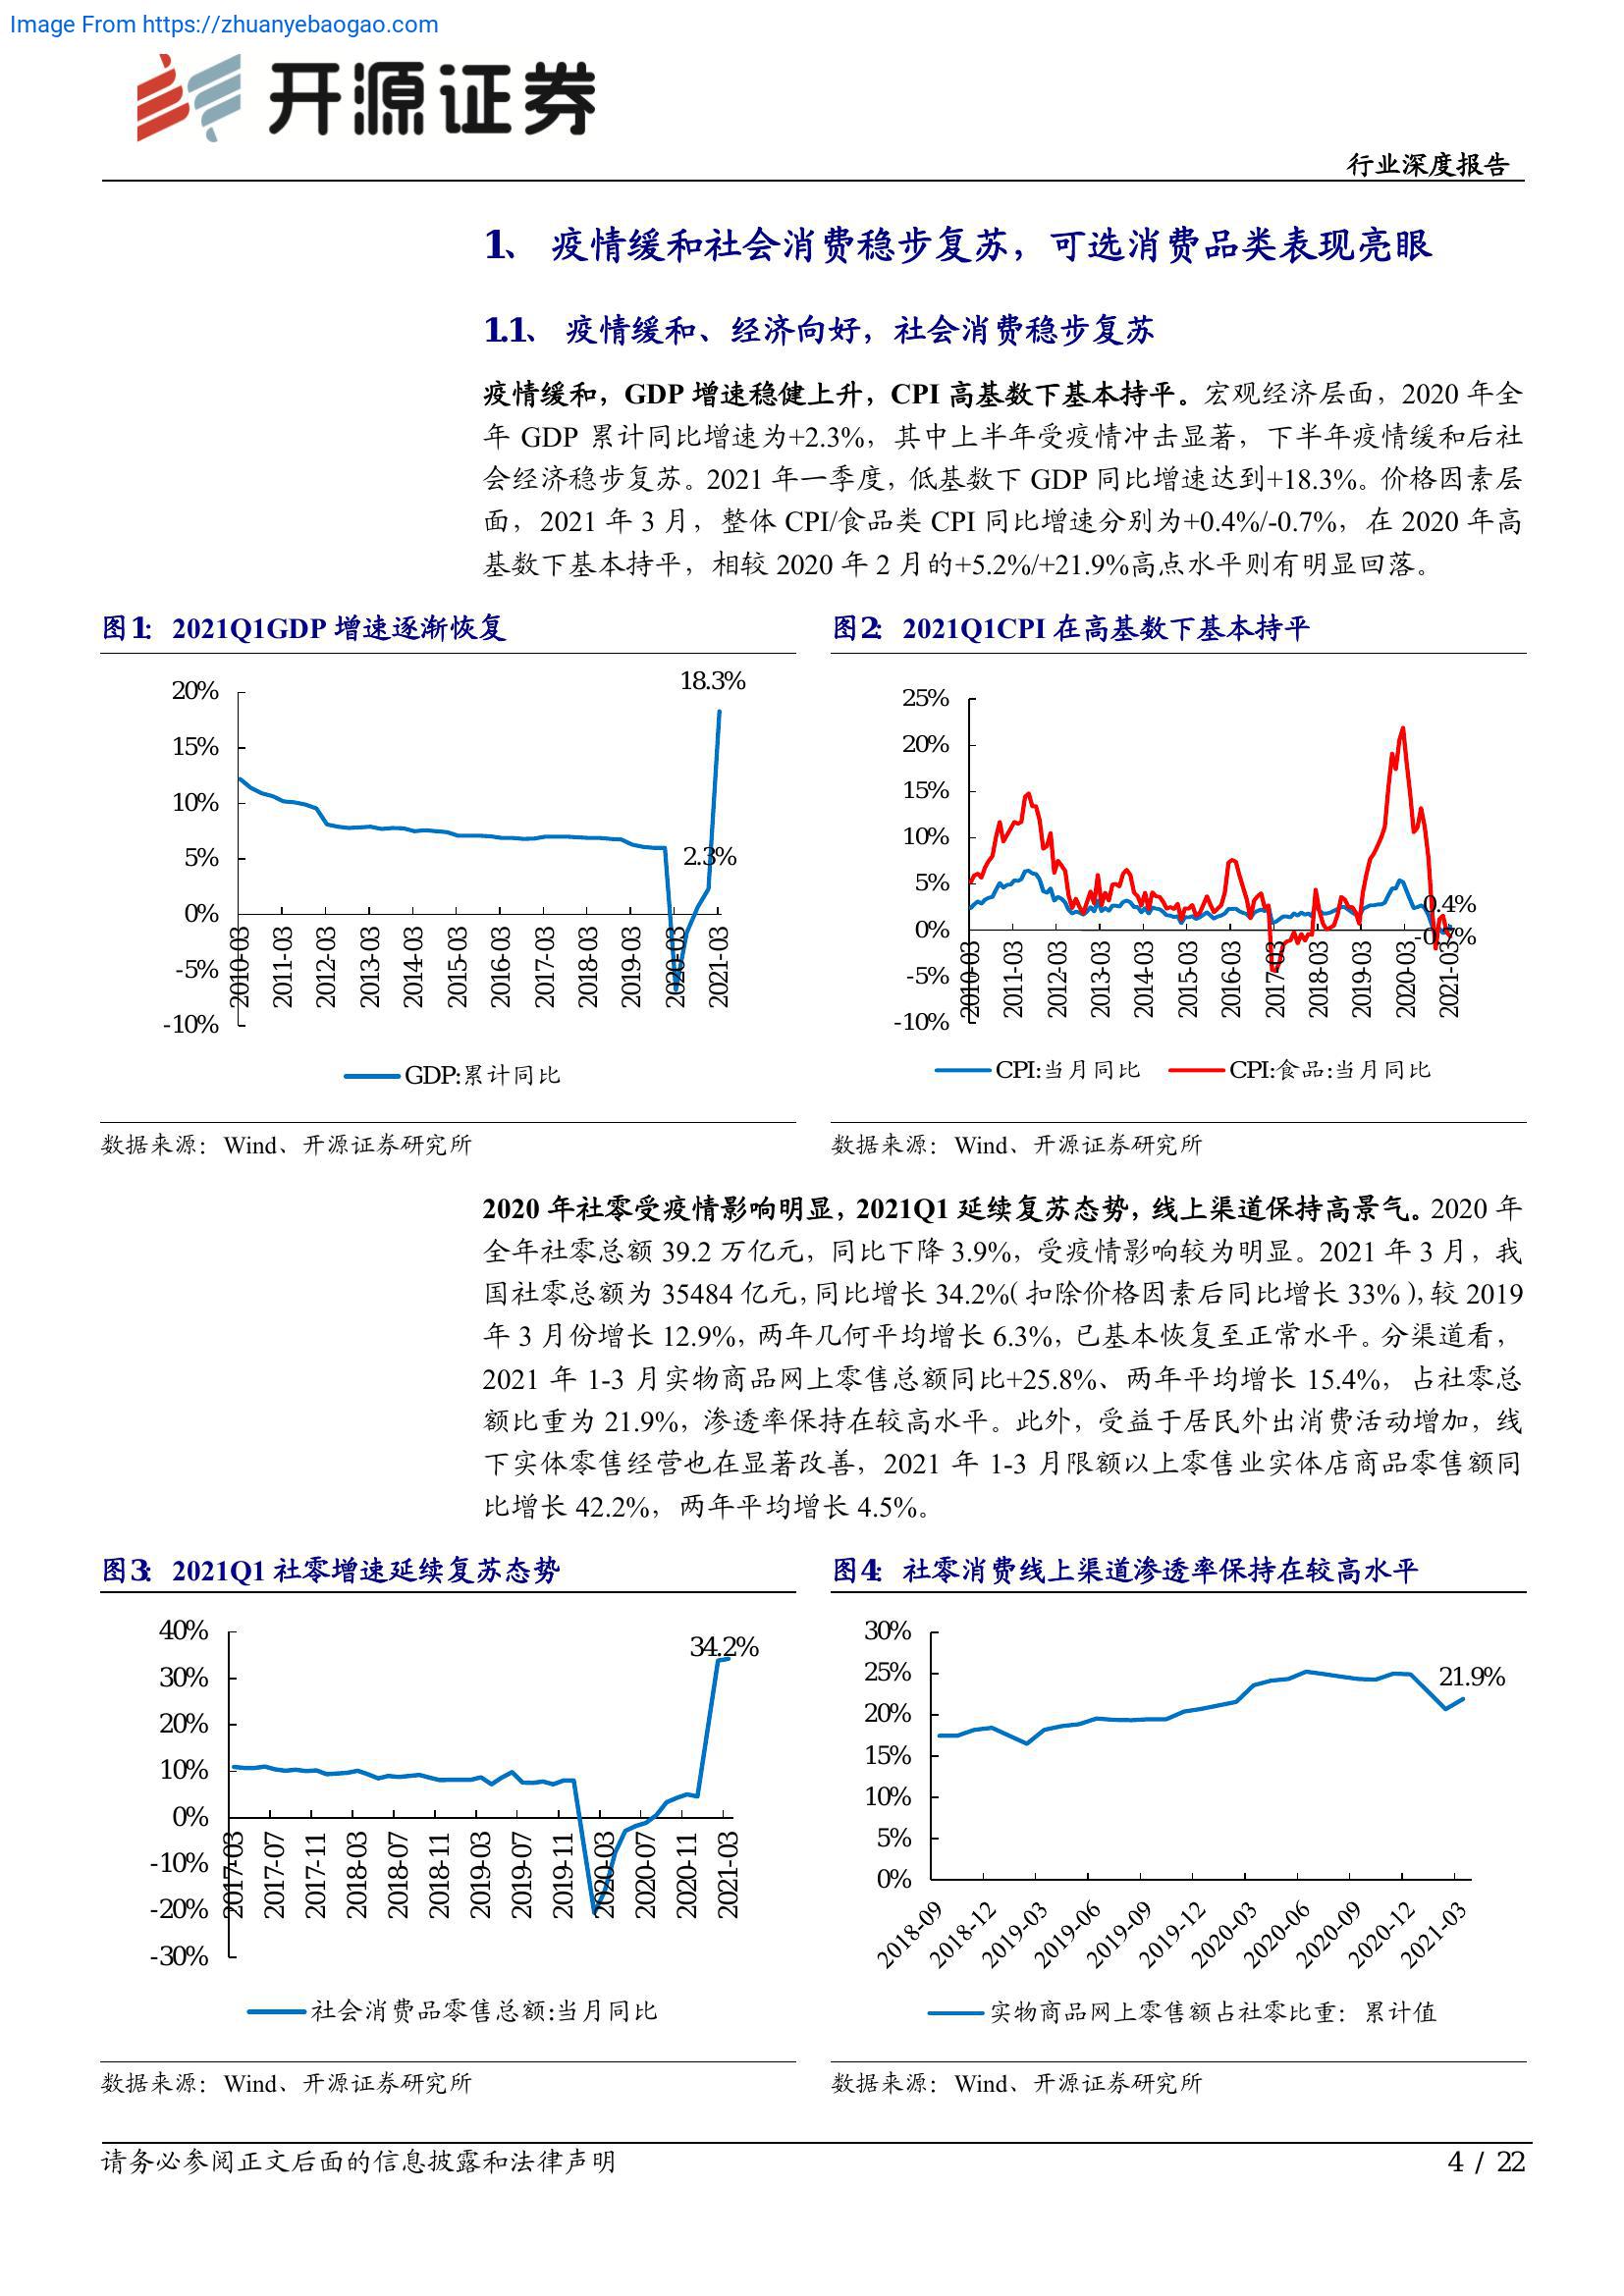 Image From https://zhuanyebaogao.com
开源证券
行业深度报告
1、 疫情缓和社会消费稳步复苏，可选消费品类表现亮眼
1.1、 疫情缓和、经济向好，社会消费稳步复苏
疫情缓和，GDP 增速稳健上升，CPI 高基数下基本持平。宏观经济层面，2020 年全
年 GDP 累计同比增速为+2.3%，其中上半年受疫情冲击显著，下半年疫情缓和后社
会经济稳步复苏。2021 年一季度，低基数下 GDP 同比增速达到+18.3%。价格因素层
面，2021 年 3 月，整体 CPI/食品类 CPI 同比增速分别为+0.4%/-0.7%，在 2020 年高
基数下基本持平，相较 2020 年 2 月的+5.2%/+21.9%高点水平则有明显回落。
图1： 2021Q1GDP 增速逐渐恢复
20%
15%
10%
5%
0%
-5%
-10%
18.3%
2.3%
2010-03
2011-03
2012-03
2013-03
2014-03
2015-03
2016-03
2017-03
2018-03
2019-03
2020-03
2021-03
GDP:累计同比
数据来源：Wind、开源证券研究所
图2： 2021Q1CPI 在高基数下基本持平
25%
20%
15%
10%
5%
0%
-5%
-10%
0.4%
-0.7%
2010-03
2011-03
2012-03
2013-03
2014-03
2015-03
2016-03
2017-03
2018-03
2019-03
2020-03
2021-03
CPI:当月同比
CPI:食品:当月同比
数据来源：Wind、开源证券研究所
2020 年社零受疫情影响明显，2021Q1 延续复苏态势，线上渠道保持高景气。2020 年
全年社零总额 39.2 万亿元，同比下降 3.9%，受疫情影响较为明显。2021 年 3 月，我
国社零总额为 35484 亿元，同比增长 34.2%（扣除价格因素后同比增长 33%），较 2019
年 3 月份增长 12.9%，两年几何平均增长 6.3%，已基本恢复至正常水平。分渠道看，
2021 年 1-3 月实物商品网上零售总额同比+25.8%、两年平均增长 15.4%，占社零总
额比重为 21.9%，渗透率保持在较高水平。此外，受益于居民外出消费活动增加，线
下实体零售经营也在显著改善，2021 年 1-3 月限额以上零售业实体店商品零售额同
比增长 42.2%，两年平均增长 4.5%。
图3： 2021Q1 社零增速延续复苏态势
40%
30%
20%
10%
0%
-10%
-20%
-30%
34.2%
2017-03
2017-07
2017-11
2018-03
2018-07
2018-11
2019-03
2019-07
2019-11
2020-03
2020-07
2020-11
2021-03
社会消费品零售总额:当月同比
数据来源：Wind、开源证券研究所
图4： 社零消费线上渠道渗透率保持在较高水平
30%
25%
20%
15%
10%
5%
0%
21.9%
2018-09
2018-12
2019-03
2019-06
2019-09
2019-12
2020-03
2020-06
2020-09
2020-12
2021-03
实物商品网上零售额占社零比重：累计值
数据来源：Wind、开源证券研究所
请务必参阅正文后面的信息披露和法律声明
4 / 22